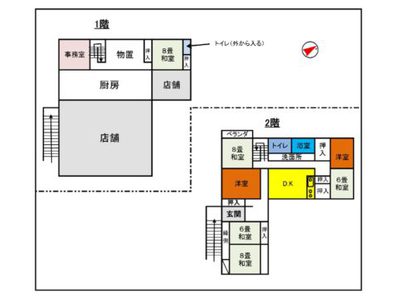 1階
事務室
物置
押入
8畳
和室
トイレ(外から入る)
押入
厨房
店舗
店舗
2階
ベランダ
8畳
和室
トイレ
浴室
洗面所
押入
洋室
洋室
D.K
押入
押入
6畳
和室
押入
玄関
縁側
6畳
和室
押入
8畳
和室